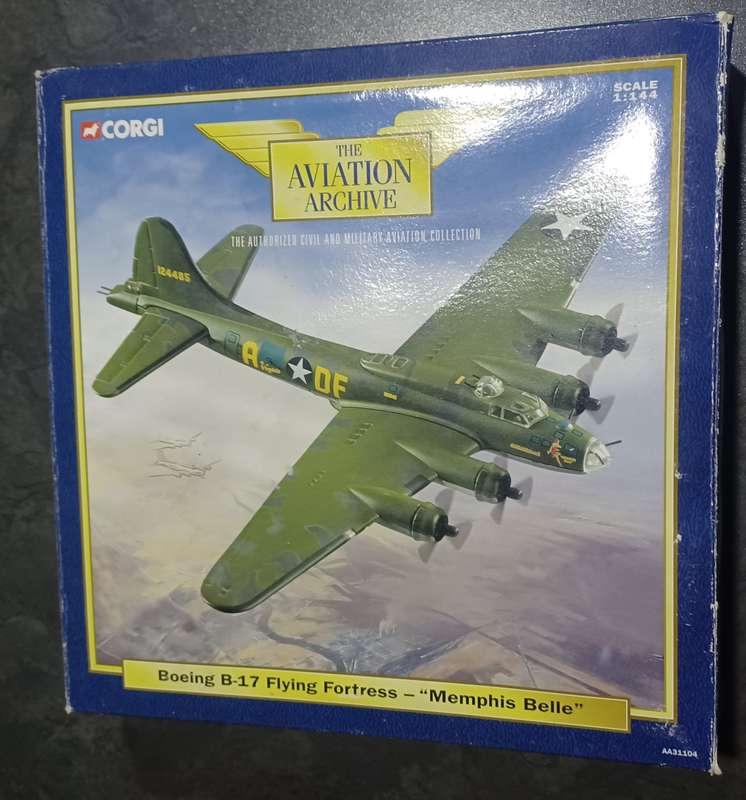 CORGI
SCALE
1:144
THE
AVIATION
ARCHIVE
THE AUTHORIZED CIVIL AND MILITARY AVIATION COLLECTION
124485
A
DF
Boeing B-17 Flying Fortress – "Memphis Belle"
AA31104